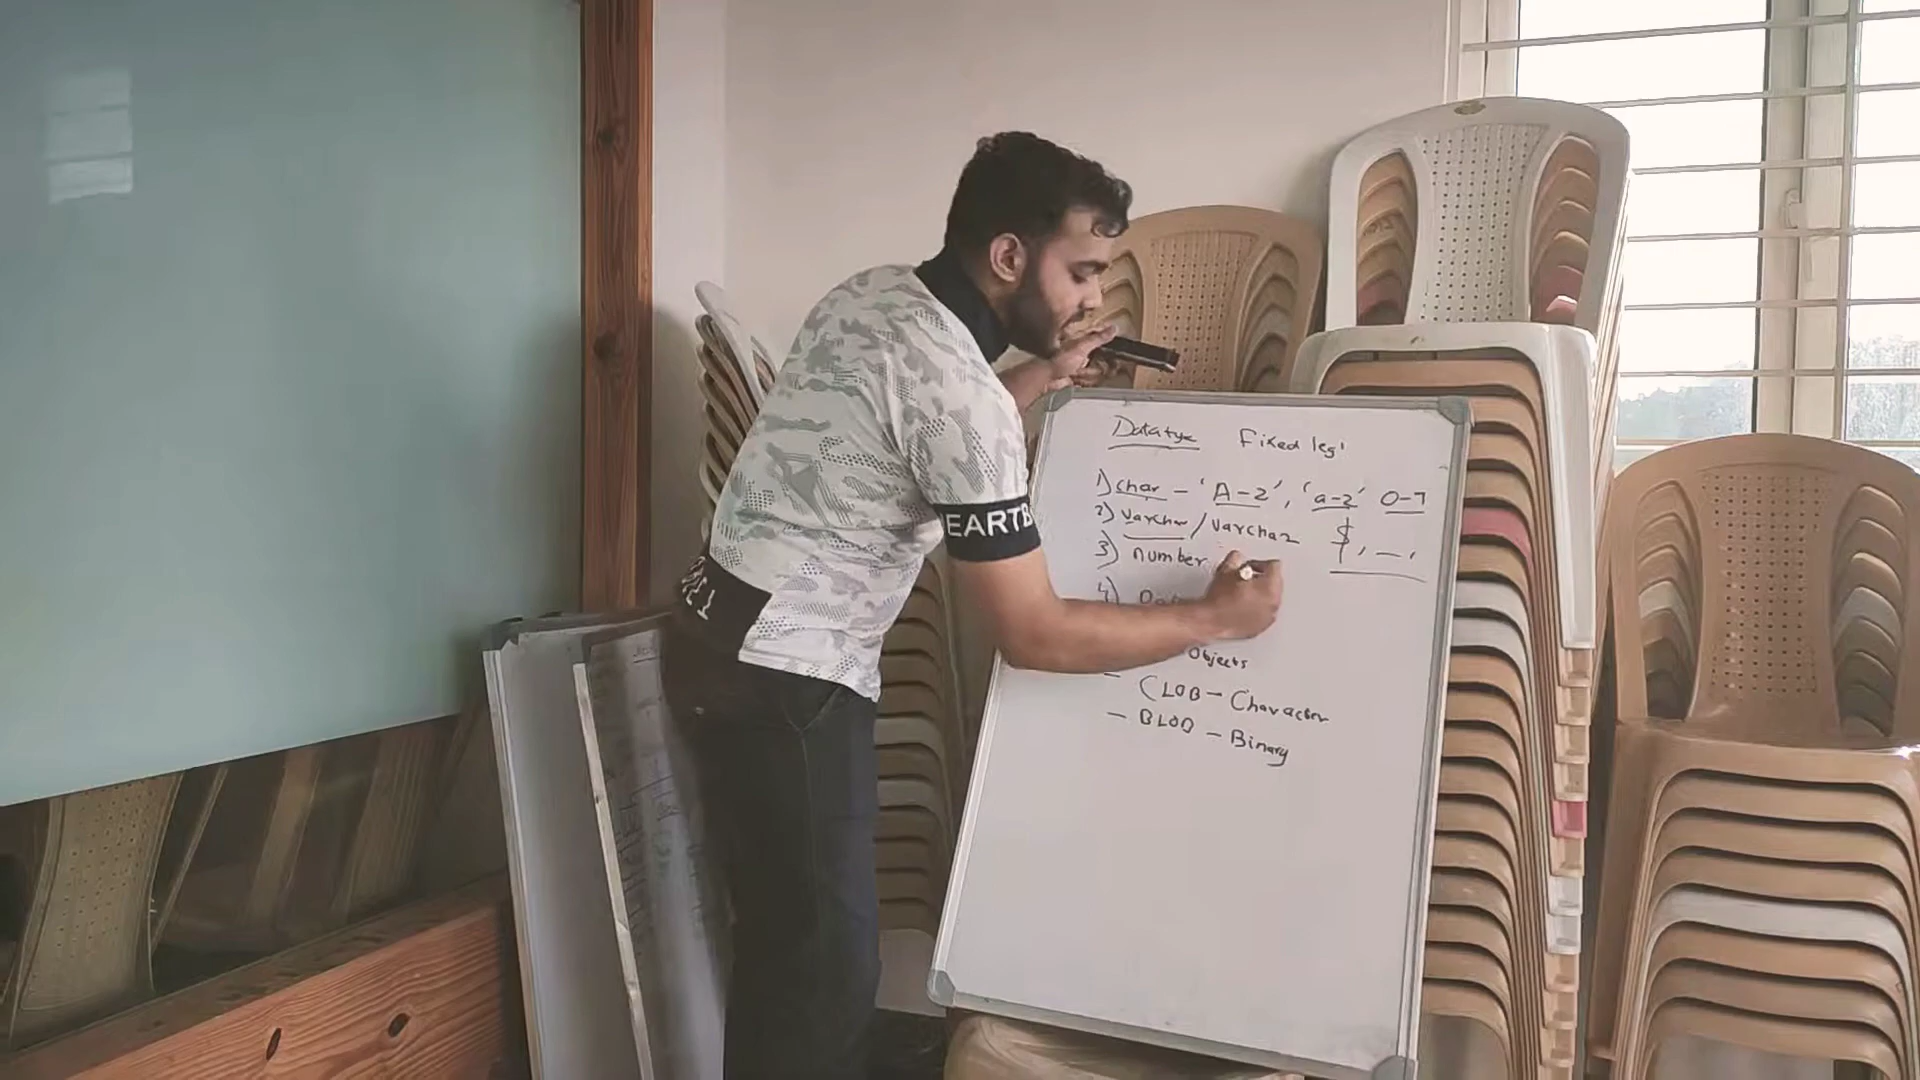 Datatype Fixed leg
1) char - 'A-Z', 'a-z' 0-9
2) varchar / varchar2 $, _,
3) number
4)
Objects
- CLOB - Character
- BLOB - Binary
EARTB